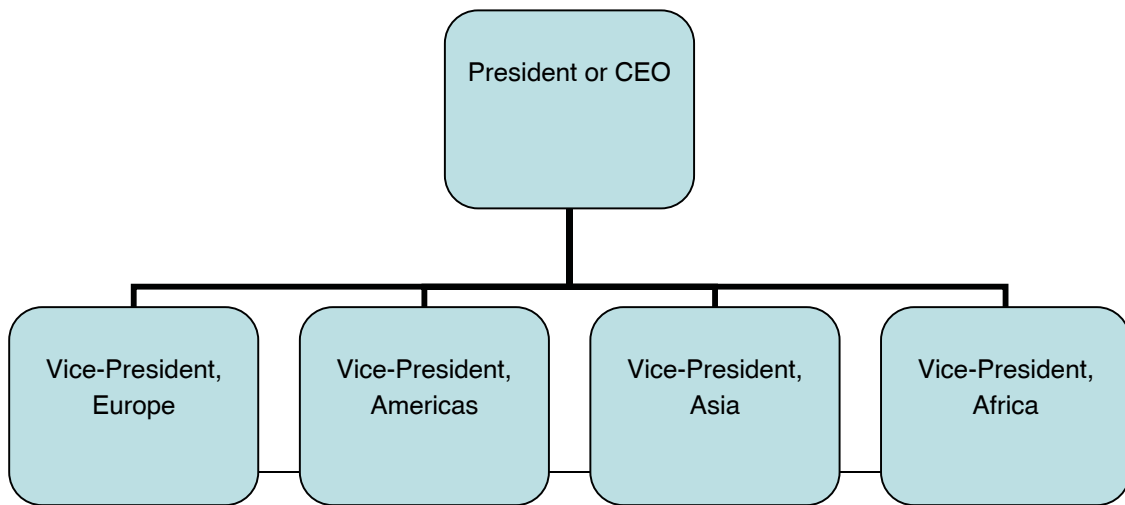 President or CEO
Vice-President,
Europe
Vice-President,
Americas
Vice-President,
Asia
Vice-President,
Africa